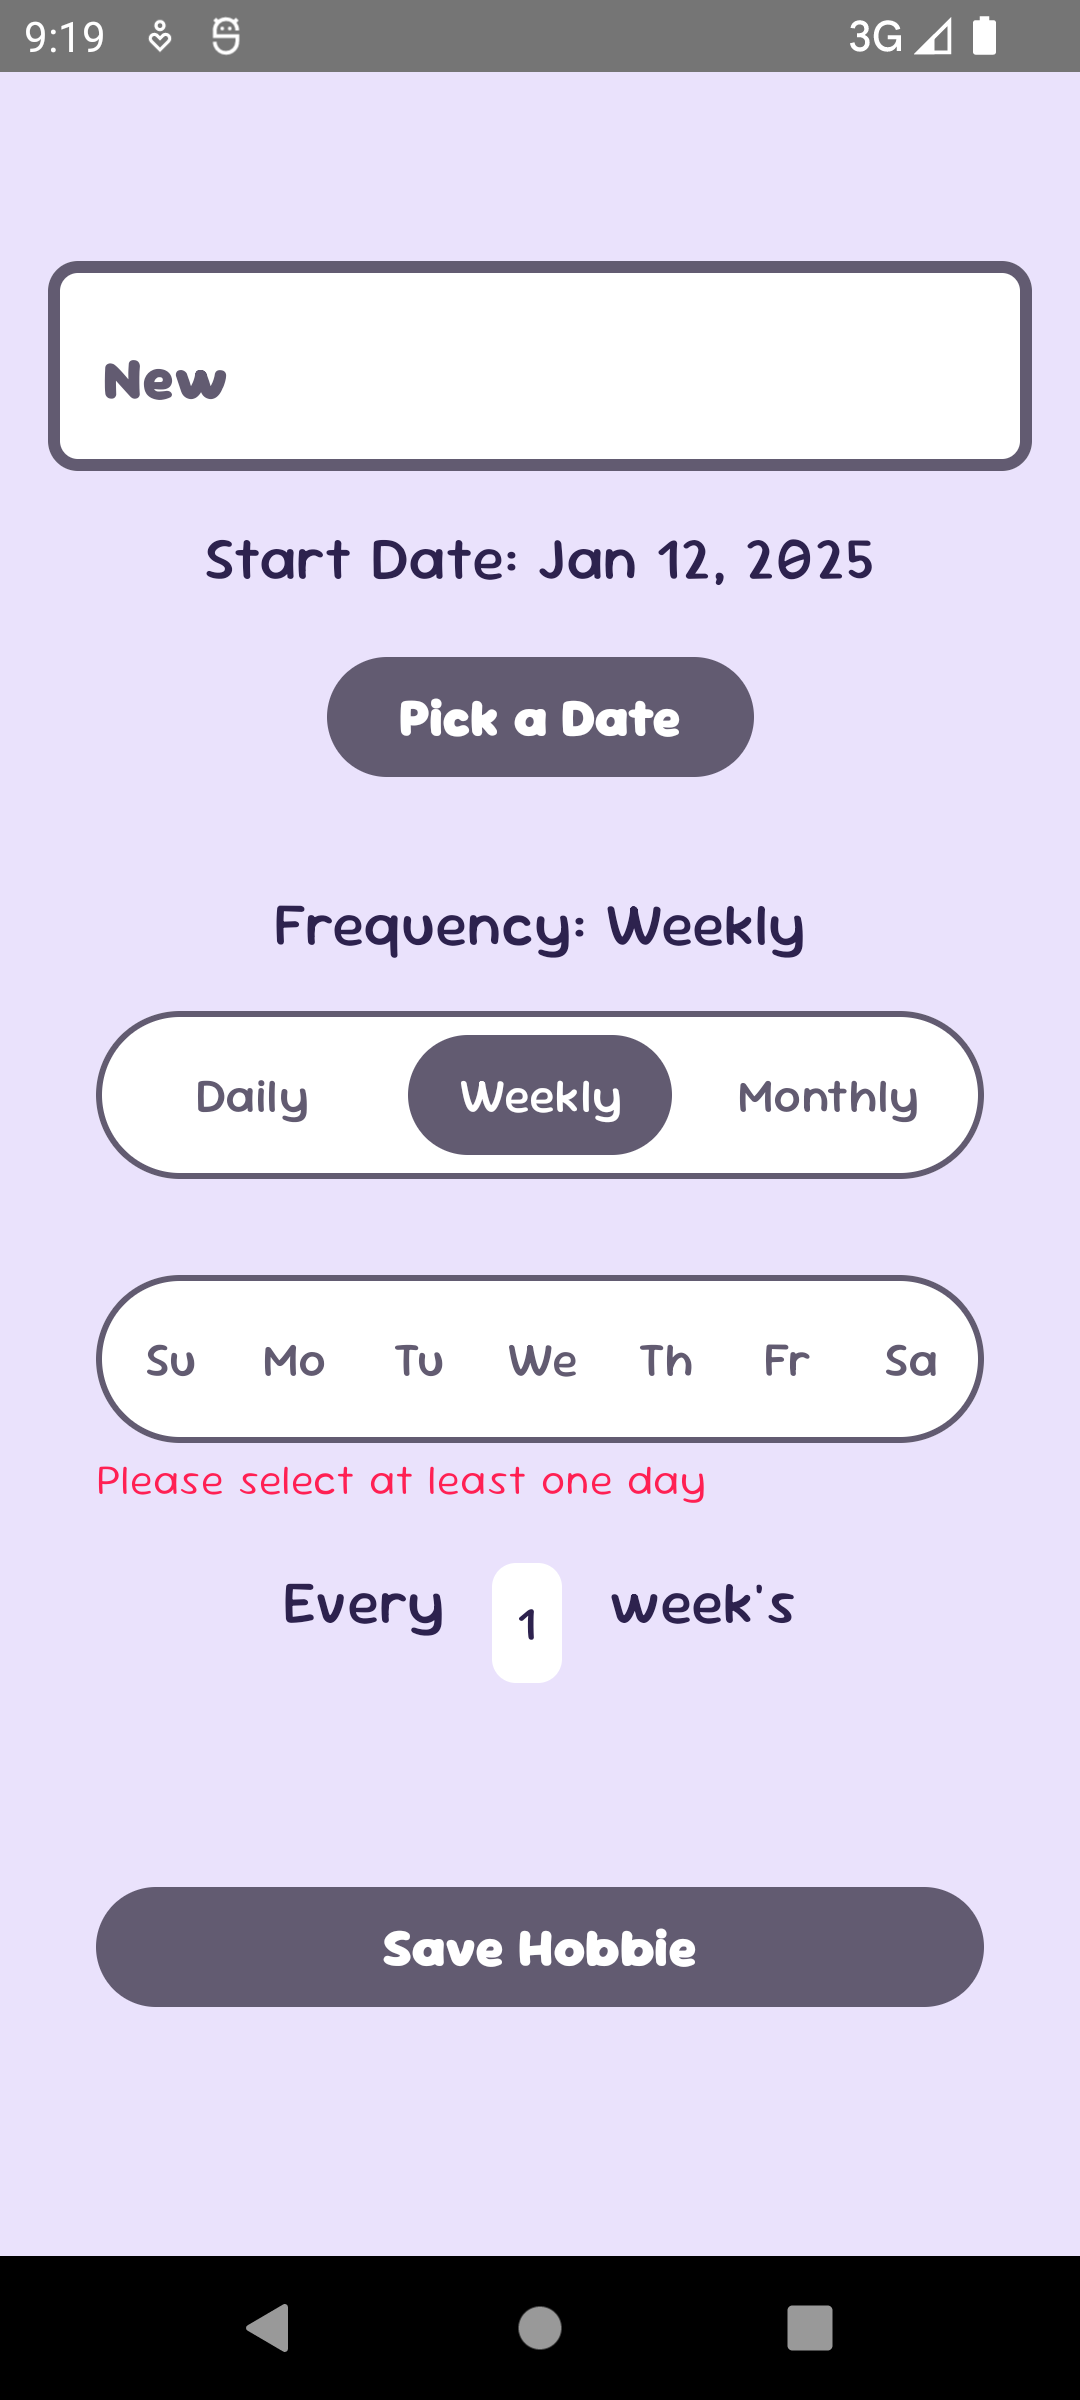 9:19 3G
New
Start Date: Jan 12, 2025
Pick a Date
Frequency: Weekly
Daily Weekly Monthly
Su Mo Tu We Th Fr Sa
Please select at least one day
Every 1 week's
Save Hobbie